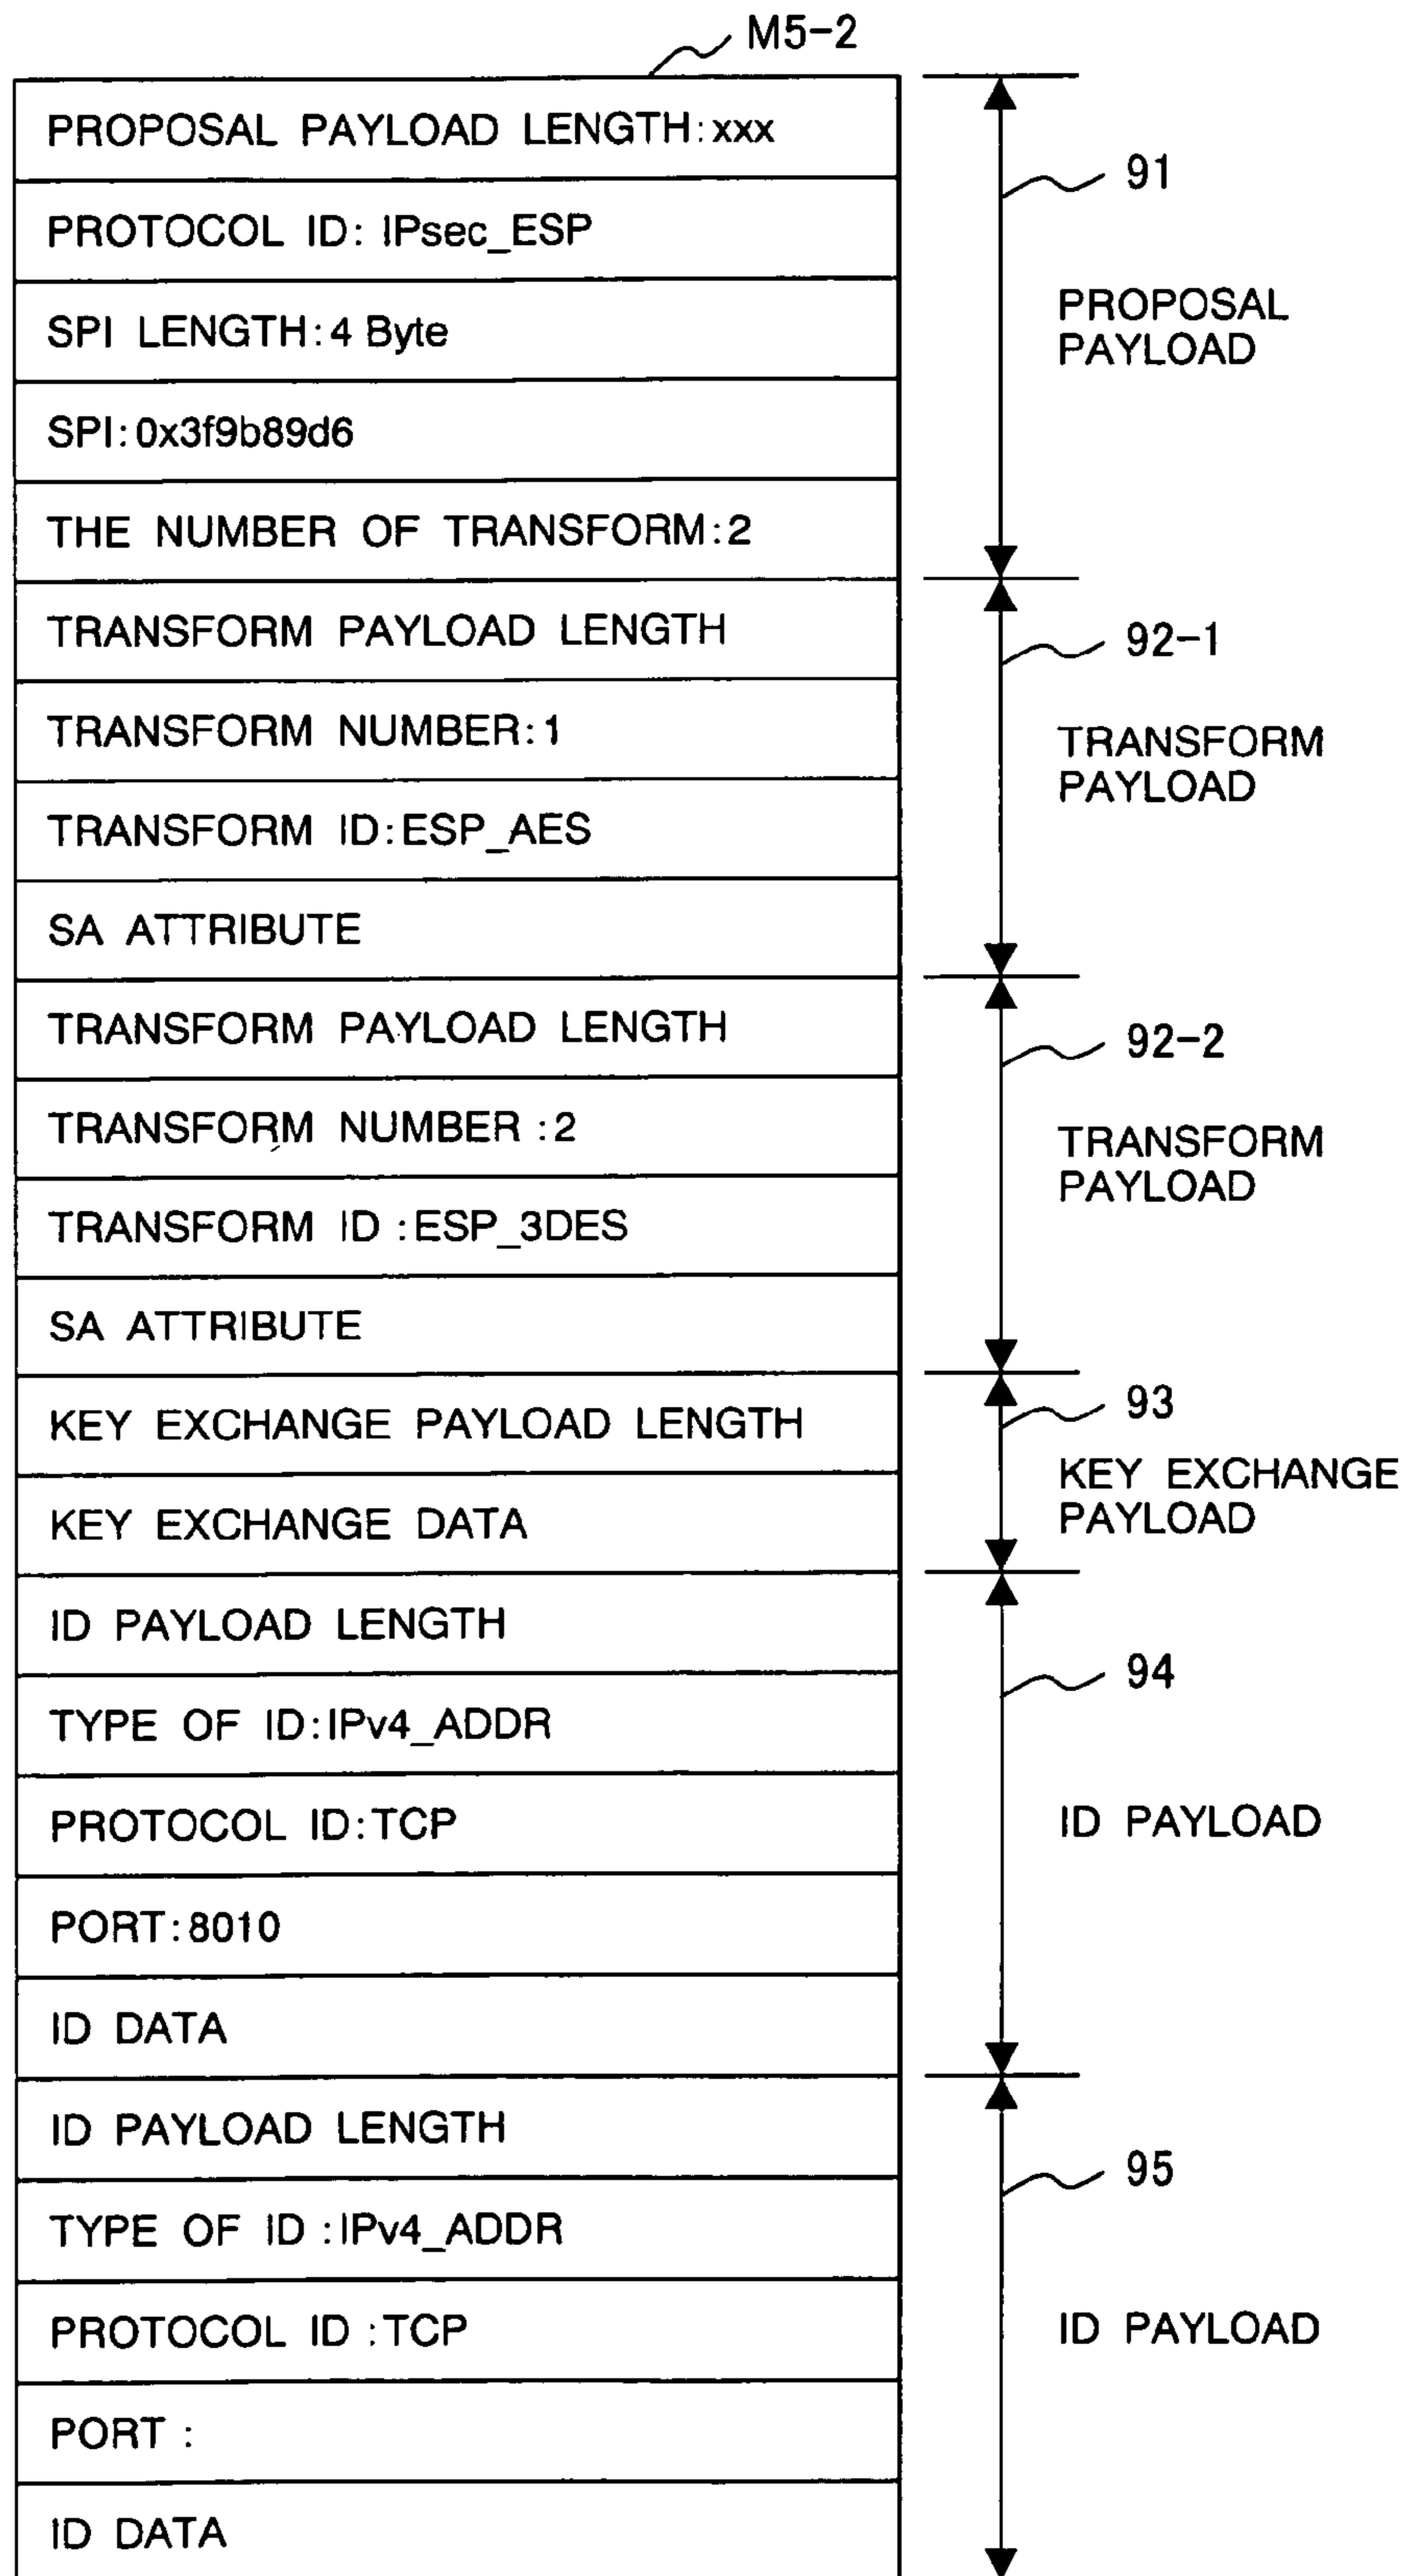 M5-2
PROPOSAL PAYLOAD LENGTH:xxx
PROTOCOL ID: IPsec_ESP
SPI LENGTH:4 Byte
SPI:0x3f9b89d6
THE NUMBER OF TRANSFORM:2
91
PROPOSAL
PAYLOAD
TRANSFORM PAYLOAD LENGTH
TRANSFORM NUMBER:1
TRANSFORM ID:ESP_AES
SA ATTRIBUTE
92-1
TRANSFORM
PAYLOAD
TRANSFORM PAYLOAD LENGTH
TRANSFORM NUMBER :2
TRANSFORM ID :ESP_3DES
SA ATTRIBUTE
92-2
TRANSFORM
PAYLOAD
KEY EXCHANGE PAYLOAD LENGTH
KEY EXCHANGE DATA
93
KEY EXCHANGE
PAYLOAD
ID PAYLOAD LENGTH
TYPE OF ID:IPv4_ADDR
PROTOCOL ID:TCP
PORT:8010
ID DATA
94
ID PAYLOAD
ID PAYLOAD LENGTH
TYPE OF ID :IPv4_ADDR
PROTOCOL ID :TCP
PORT :
ID DATA
95
ID PAYLOAD